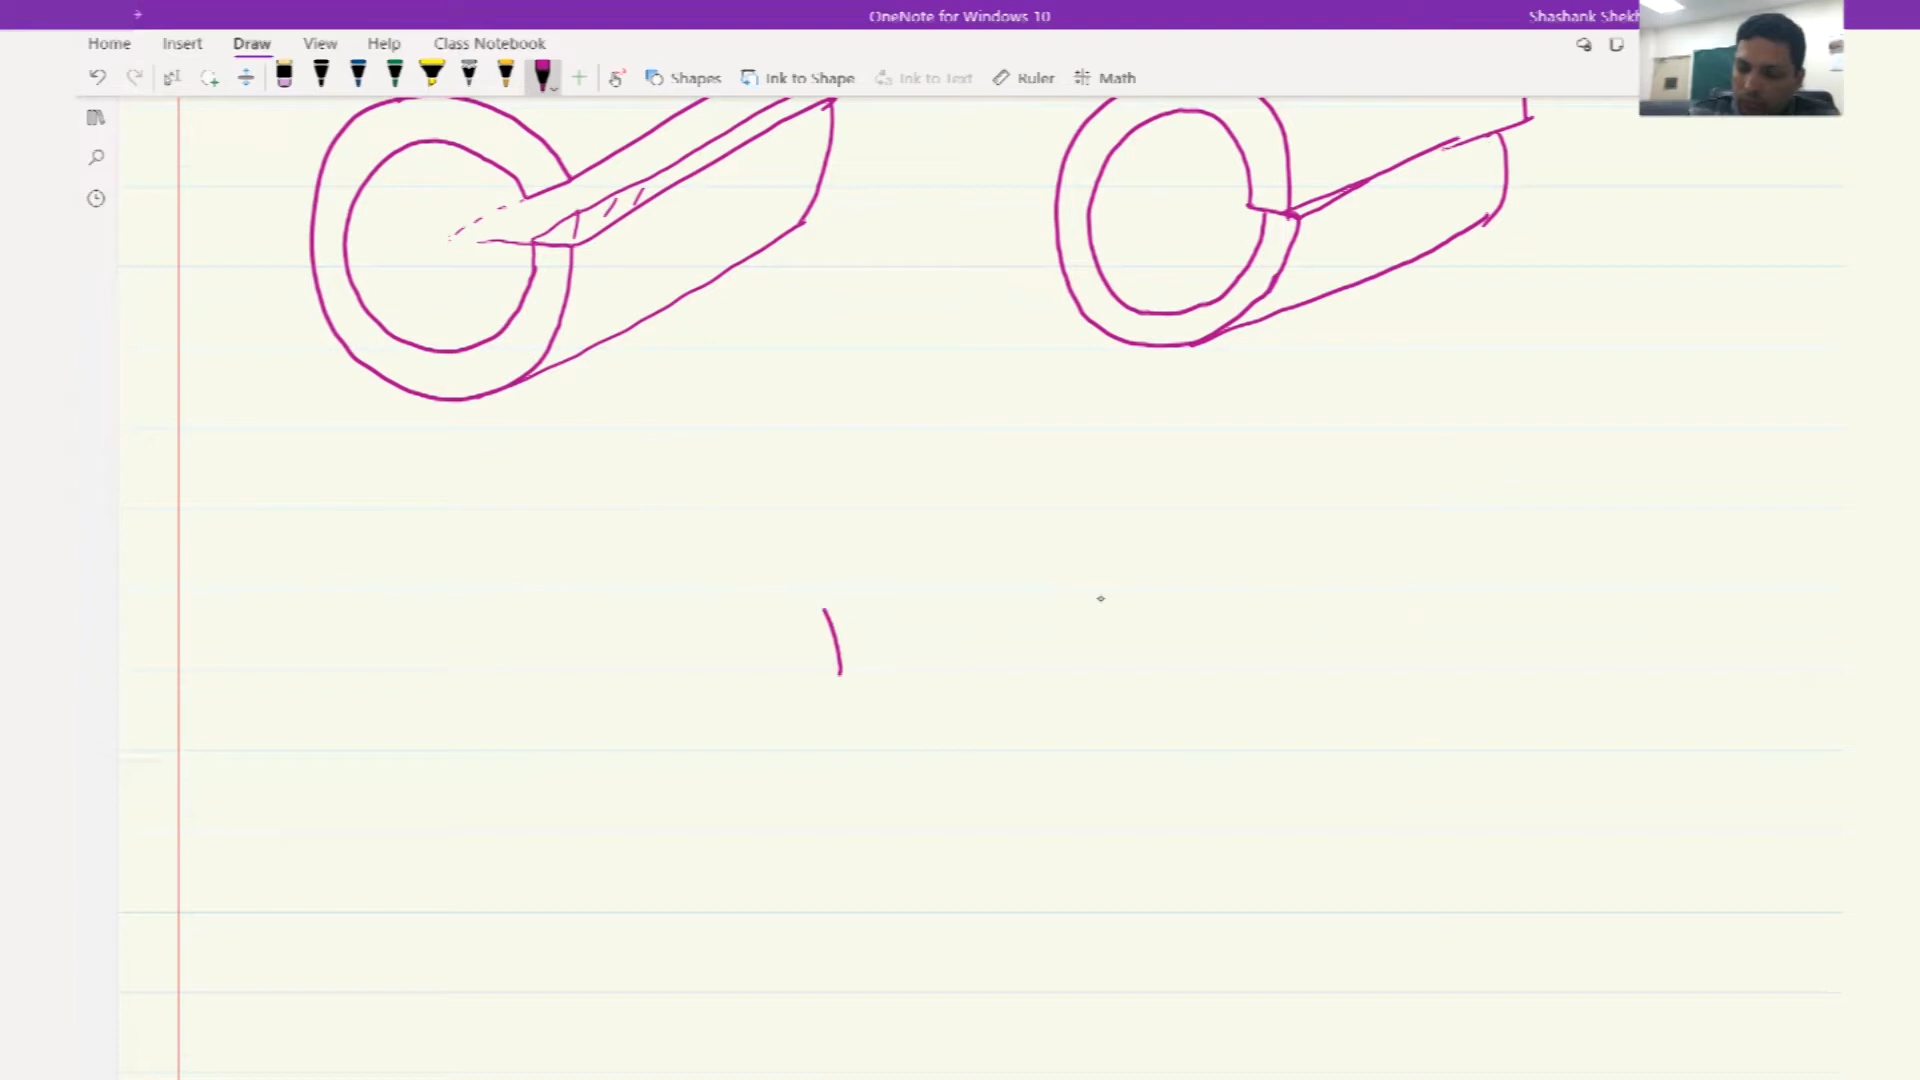 OneNote for Windows 10
Shashank Shekh
Home Insert Draw View Help Class Notebook
Shapes Ink to Shape Ink to Text Ruler Math